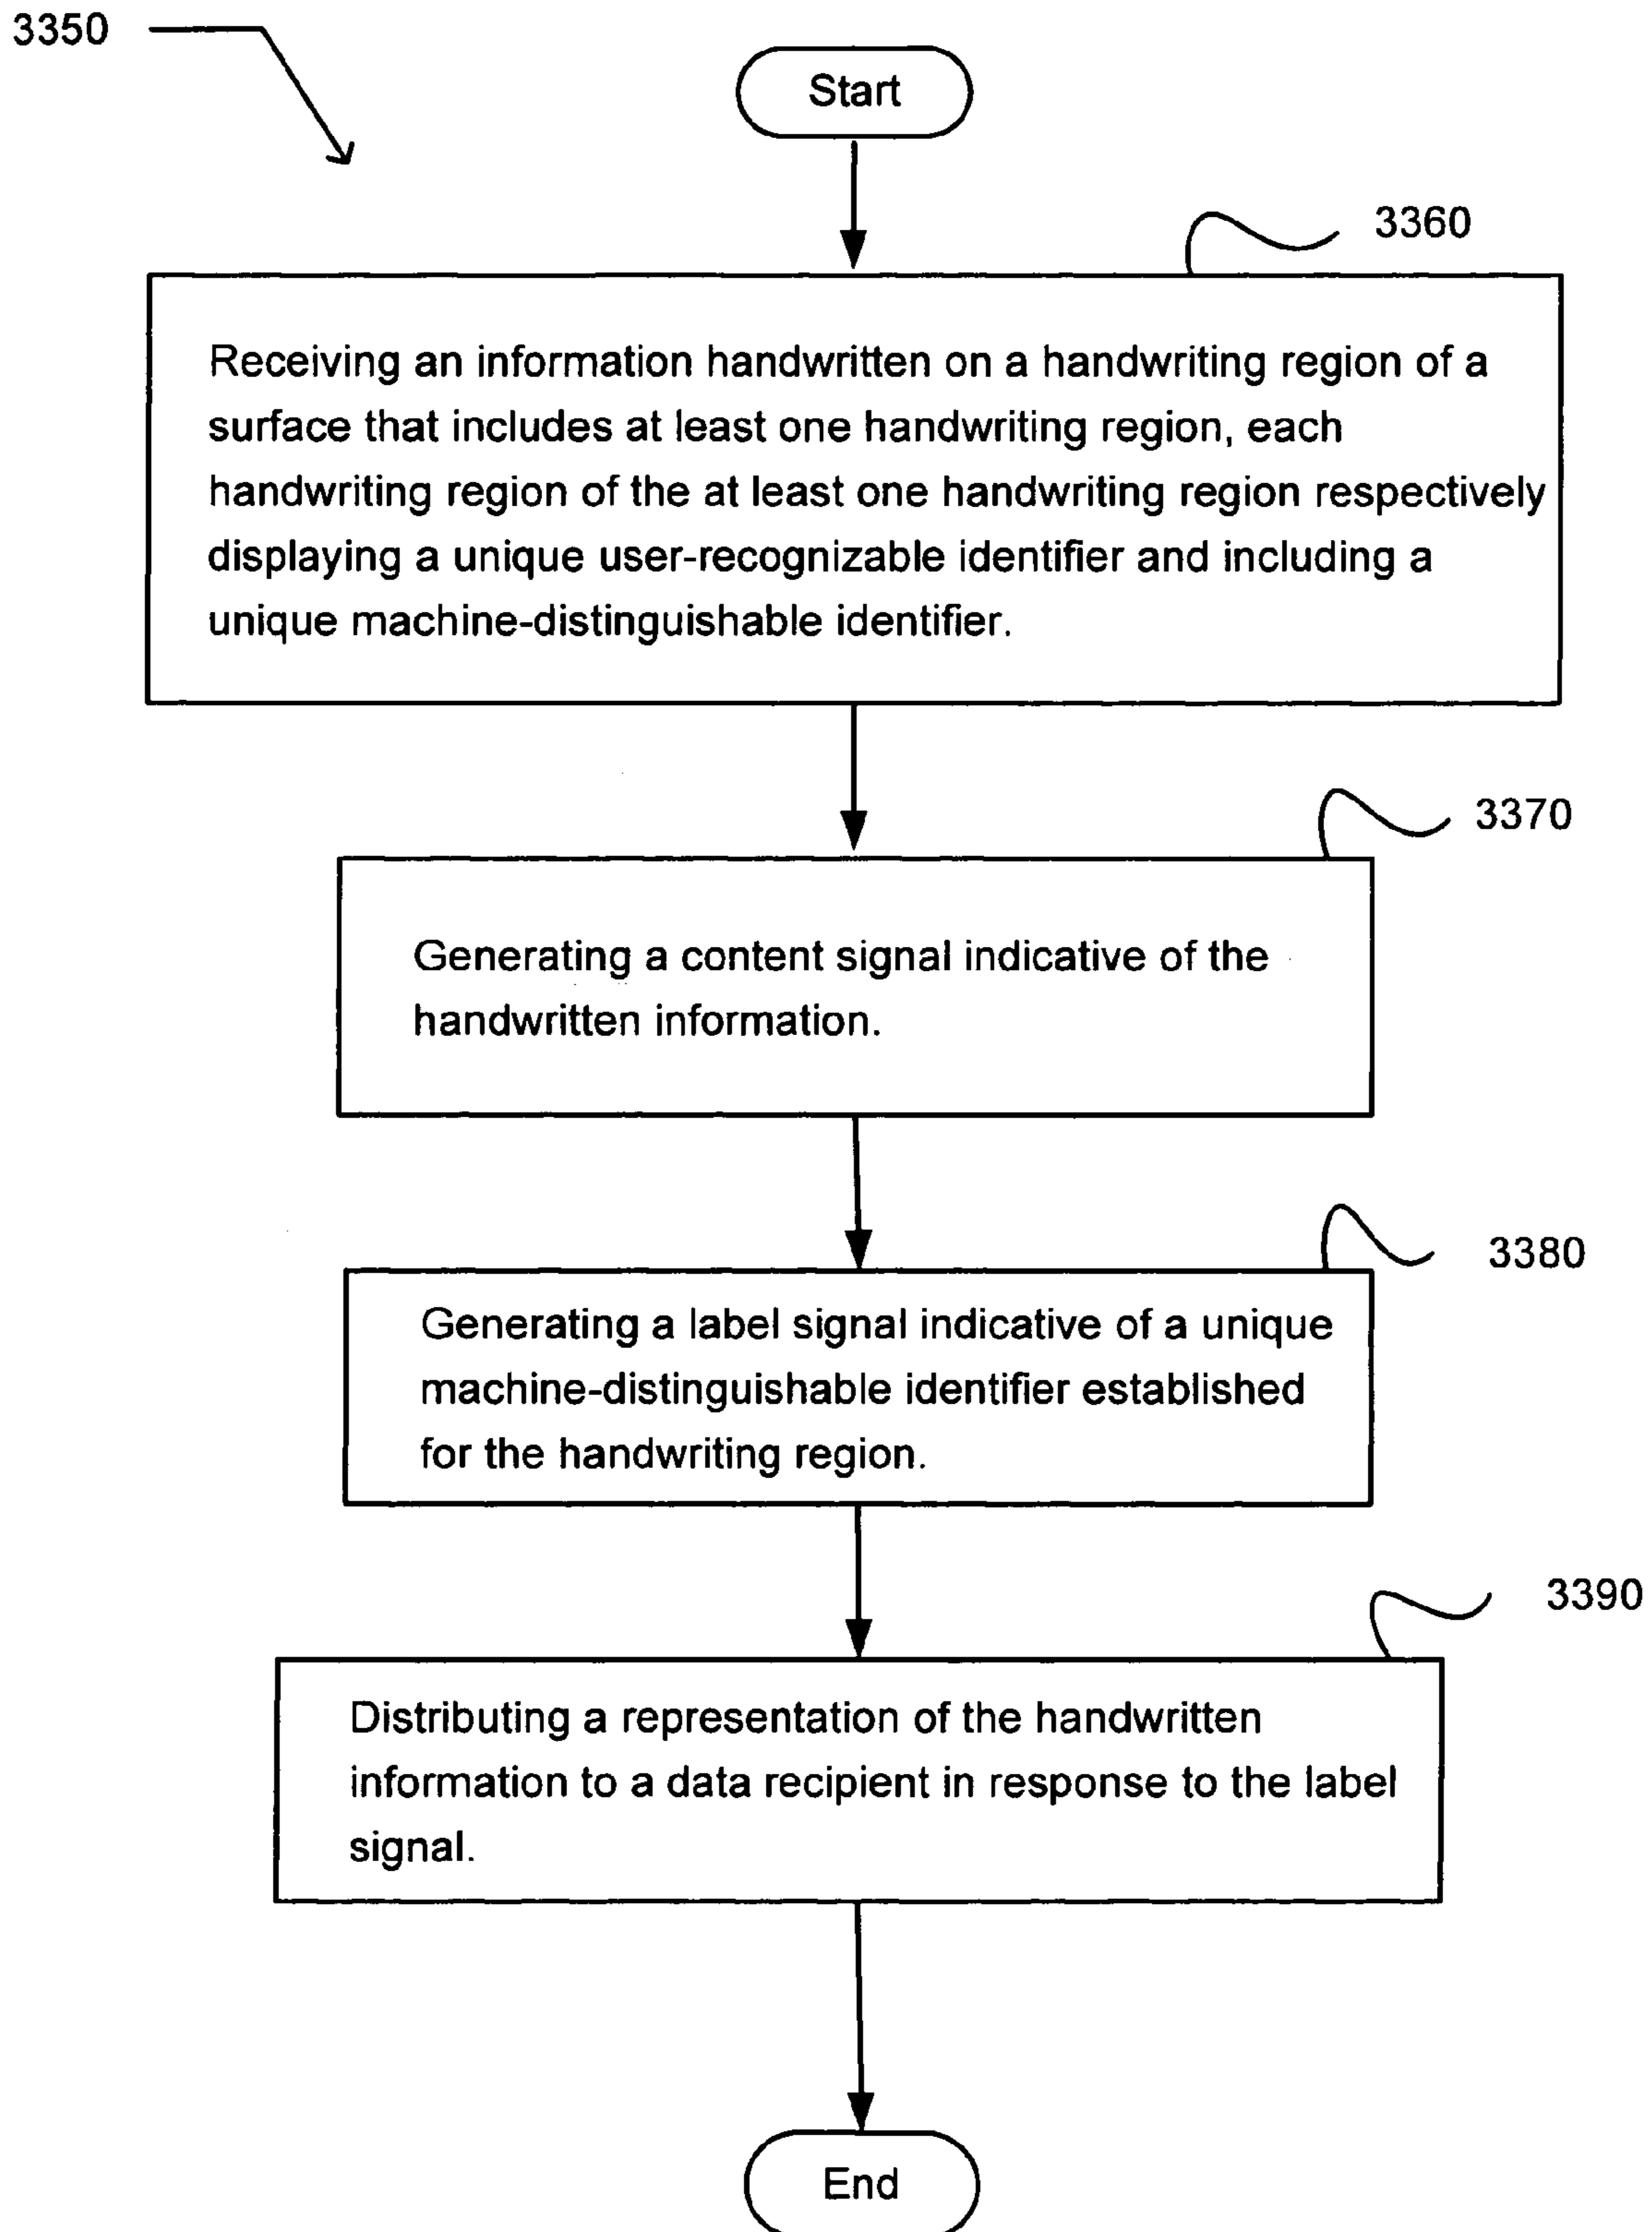 3350
Start
3360
Receiving an information handwritten on a handwriting region of a
surface that includes at least one handwriting region, each
handwriting region of the at least one handwriting region respectively
displaying a unique user-recognizable identifier and including a
unique machine-distinguishable identifier.
3370
Generating a content signal indicative of the
handwritten information.
3380
Generating a label signal indicative of a unique
machine-distinguishable identifier established
for the handwriting region.
3390
Distributing a representation of the handwritten
information to a data recipient in response to the label
signal.
End